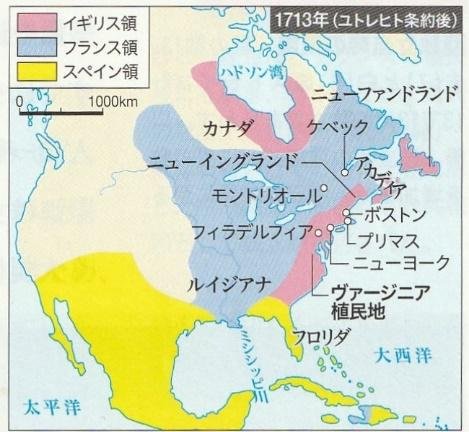 1713年(ユトレヒト条約後)
イギリス領
フランス領
スペイン領
0 1000km
ハドソン湾
ニューファンドランド
カナダ
ケベック
アカディア
ニューイングランド
モントリオール
ボストン
フィラデルフィア
プリマス
ニューヨーク
ルイジアナ
ヴァージニア
植民地
フロリダ
ミシシッピ川
大西洋
太平洋